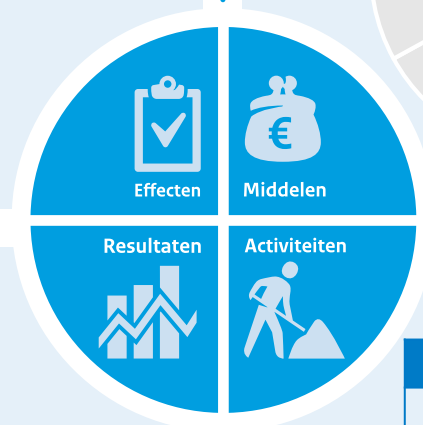 €
Effecten
Middelen
Resultaten
Activiteiten